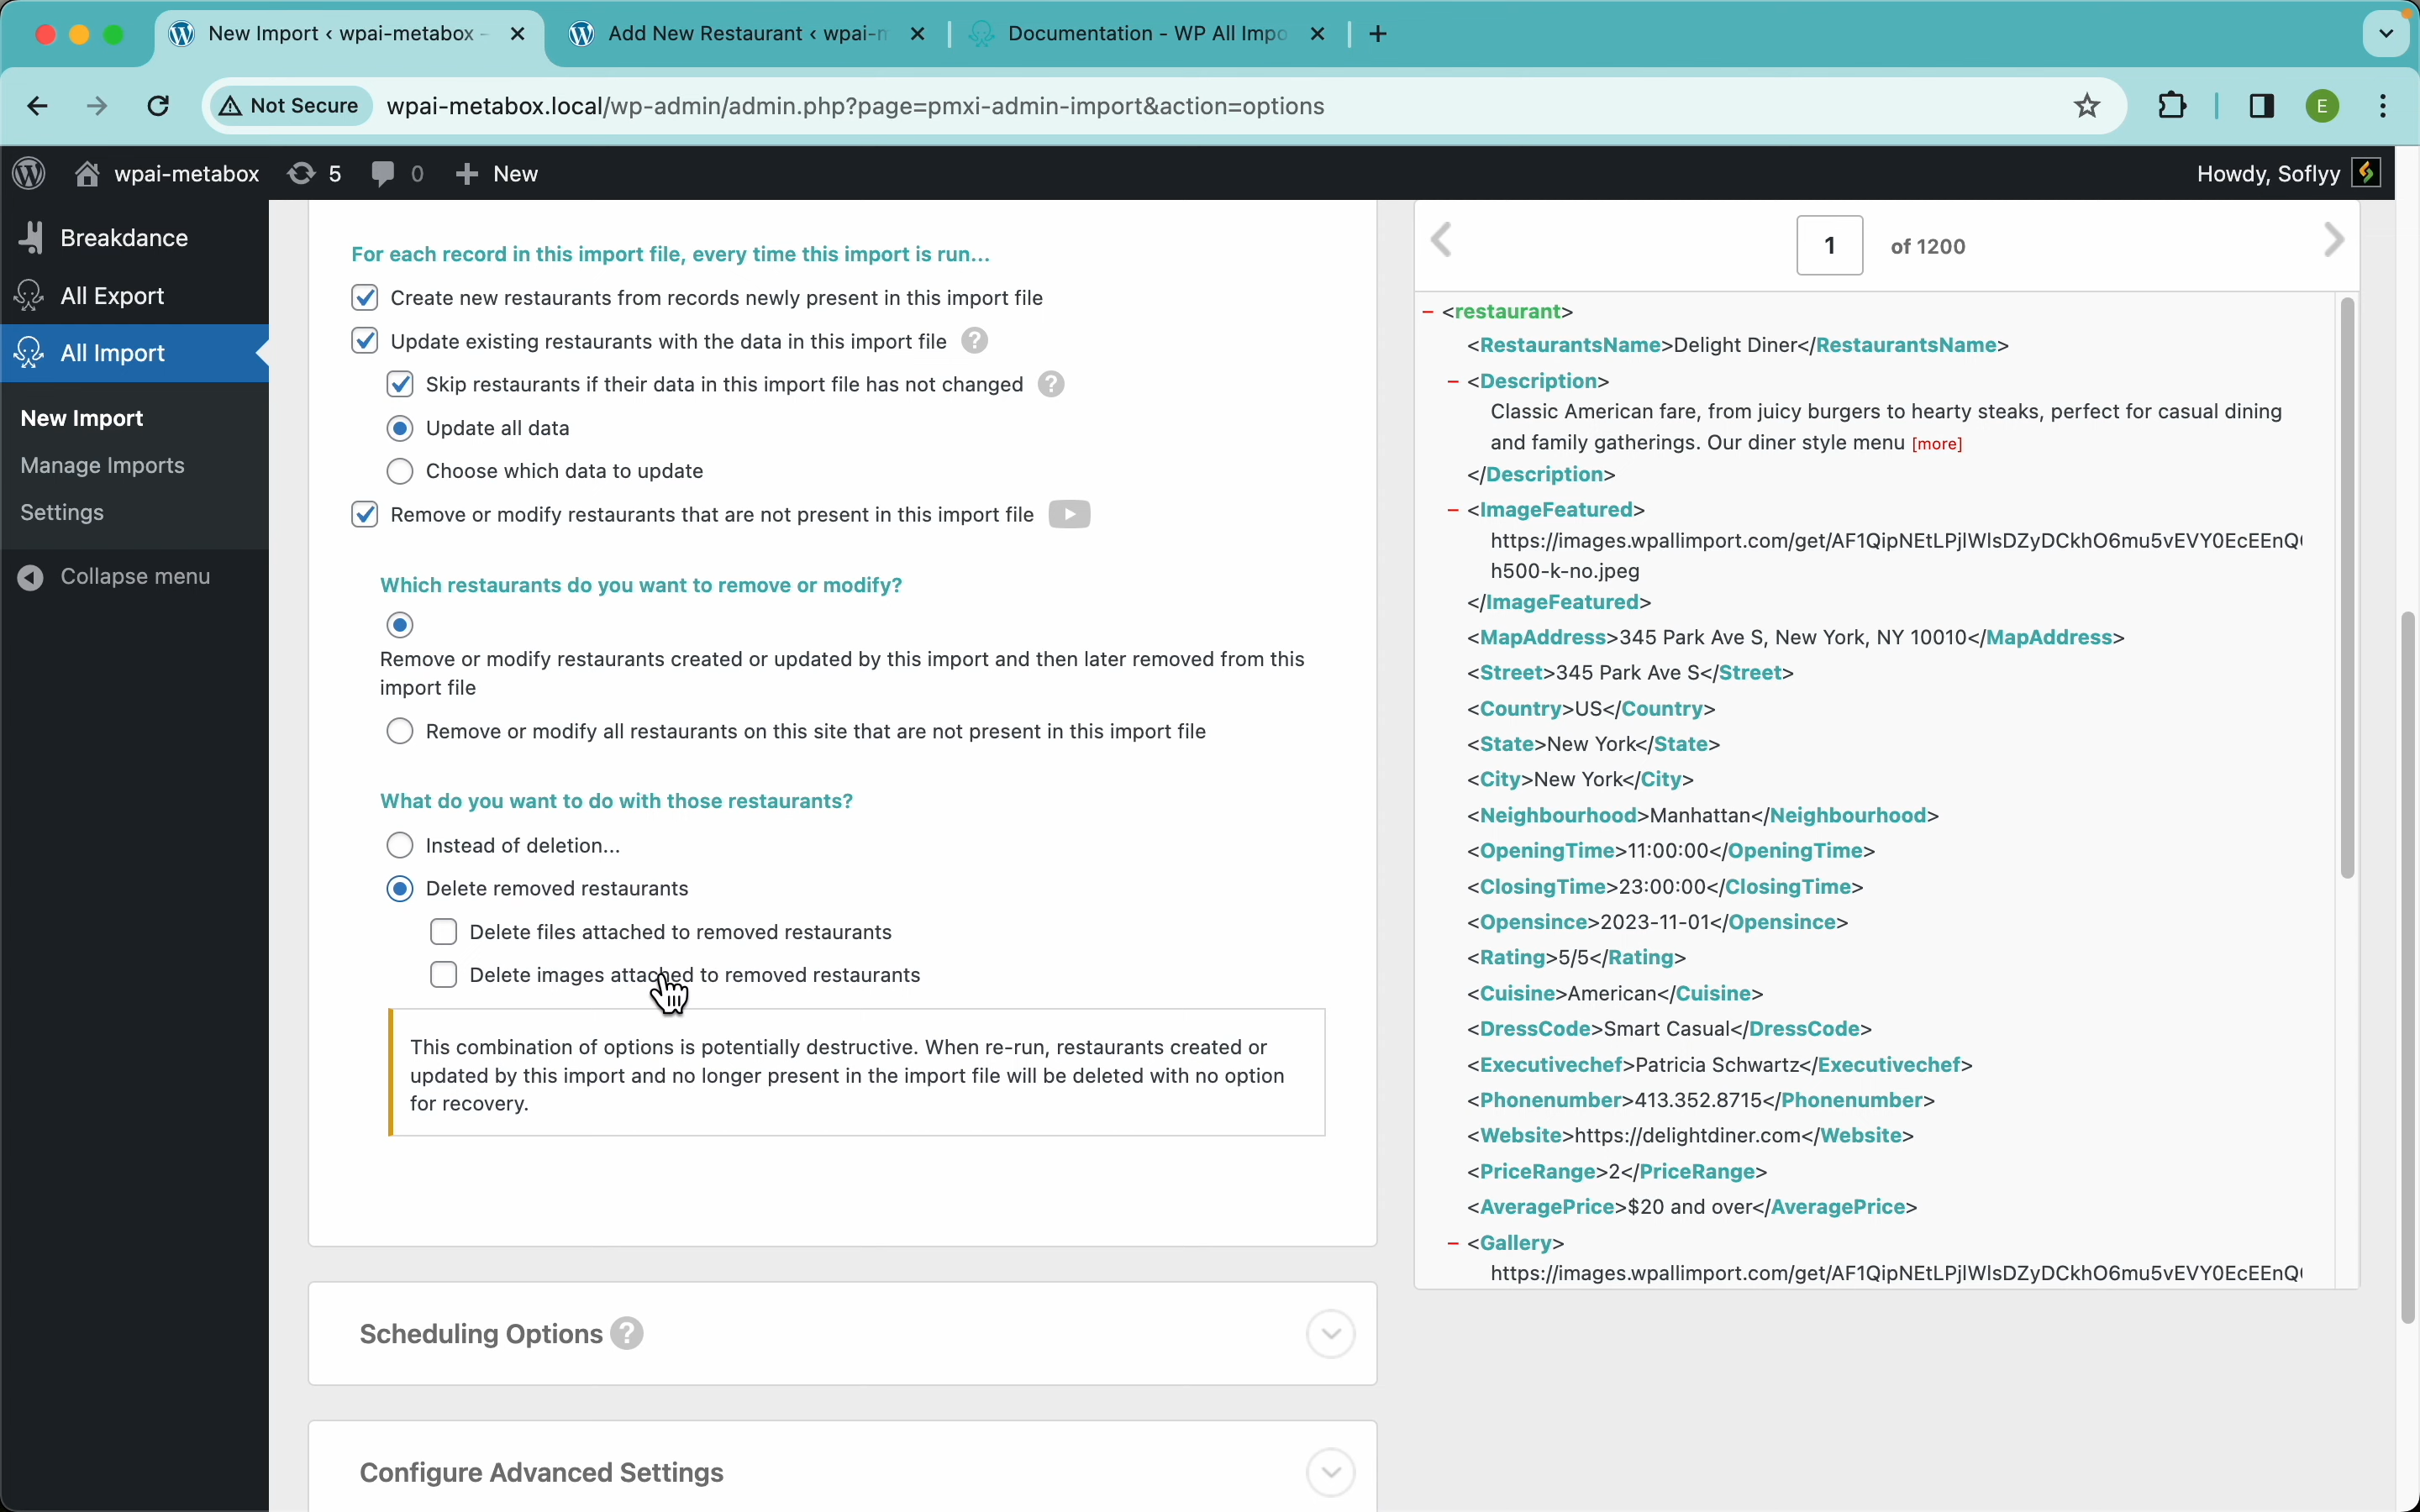 New Import ‹ wpai-metabox –
Add New Restaurant ‹ wpai-m
Documentation - WP All Impo
Not Secure
wpai-metabox.local/wp-admin/admin.php?page=pmxi-admin-import&action=options
E
wpai-metabox
5
0
New
Howdy, Soflyy
Breakdance
All Export
All Import
New Import
Manage Imports
Settings
Collapse menu
For each record in this import file, every time this import is run...
Create new restaurants from records newly present in this import file
Update existing restaurants with the data in this import file ?
Skip restaurants if their data in this import file has not changed ?
Update all data
Choose which data to update
Remove or modify restaurants that are not present in this import file
Which restaurants do you want to remove or modify?
Remove or modify restaurants created or updated by this import and then later removed from this
import file
Remove or modify all restaurants on this site that are not present in this import file
What do you want to do with those restaurants?
Instead of deletion...
Delete removed restaurants
Delete files attached to removed restaurants
Delete images attached to removed restaurants
This combination of options is potentially destructive. When re-run, restaurants created or
updated by this import and no longer present in the import file will be deleted with no option
for recovery.
Scheduling Options ?
Configure Advanced Settings
1 of 1200
– <restaurant>
<RestaurantsName>Delight Diner</RestaurantsName>
– <Description>
Classic American fare, from juicy burgers to hearty steaks, perfect for casual dining
and family gatherings. Our diner style menu [more]
</Description>
– <ImageFeatured>
https://images.wpallimport.com/get/AF1QipNEtLPjIWIsDZyDCkhO6mu5vEVY0EcEEnQ
h500-k-no.jpeg
</ImageFeatured>
<MapAddress>345 Park Ave S, New York, NY 10010</MapAddress>
<Street>345 Park Ave S</Street>
<Country>US</Country>
<State>New York</State>
<City>New York</City>
<Neighbourhood>Manhattan</Neighbourhood>
<OpeningTime>11:00:00</OpeningTime>
<ClosingTime>23:00:00</ClosingTime>
<Opensince>2023-11-01</Opensince>
<Rating>5/5</Rating>
<Cuisine>American</Cuisine>
<DressCode>Smart Casual</DressCode>
<Executivechef>Patricia Schwartz</Executivechef>
<Phonenumber>413.352.8715</Phonenumber>
<Website>https://delightdiner.com</Website>
<PriceRange>2</PriceRange>
<AveragePrice>$20 and over</AveragePrice>
– <Gallery>
https://images.wpallimport.com/get/AF1QipNEtLPjIWIsDZyDCkhO6mu5vEVY0EcEEnQ